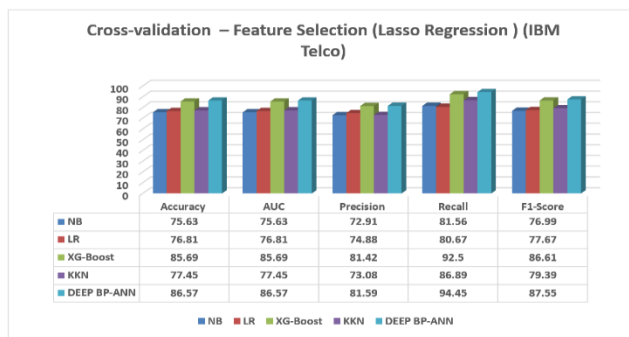 Cross-validation – Feature Selection (Lasso Regression ) (IBM
Telco)
100
90
80
70
60
50
40
30
20
10
0
Accuracy AUC Precision Recall F1-Score
NB 75.63 75.63 72.91 81.56 76.99
LR 76.81 76.81 74.88 80.67 77.67
XG-Boost 85.69 85.69 81.42 92.5 86.61
KKN 77.45 77.45 73.08 86.89 79.39
DEEP BP-ANN 86.57 86.57 81.59 94.45 87.55
NB LR XG-Boost KKN DEEP BP-ANN